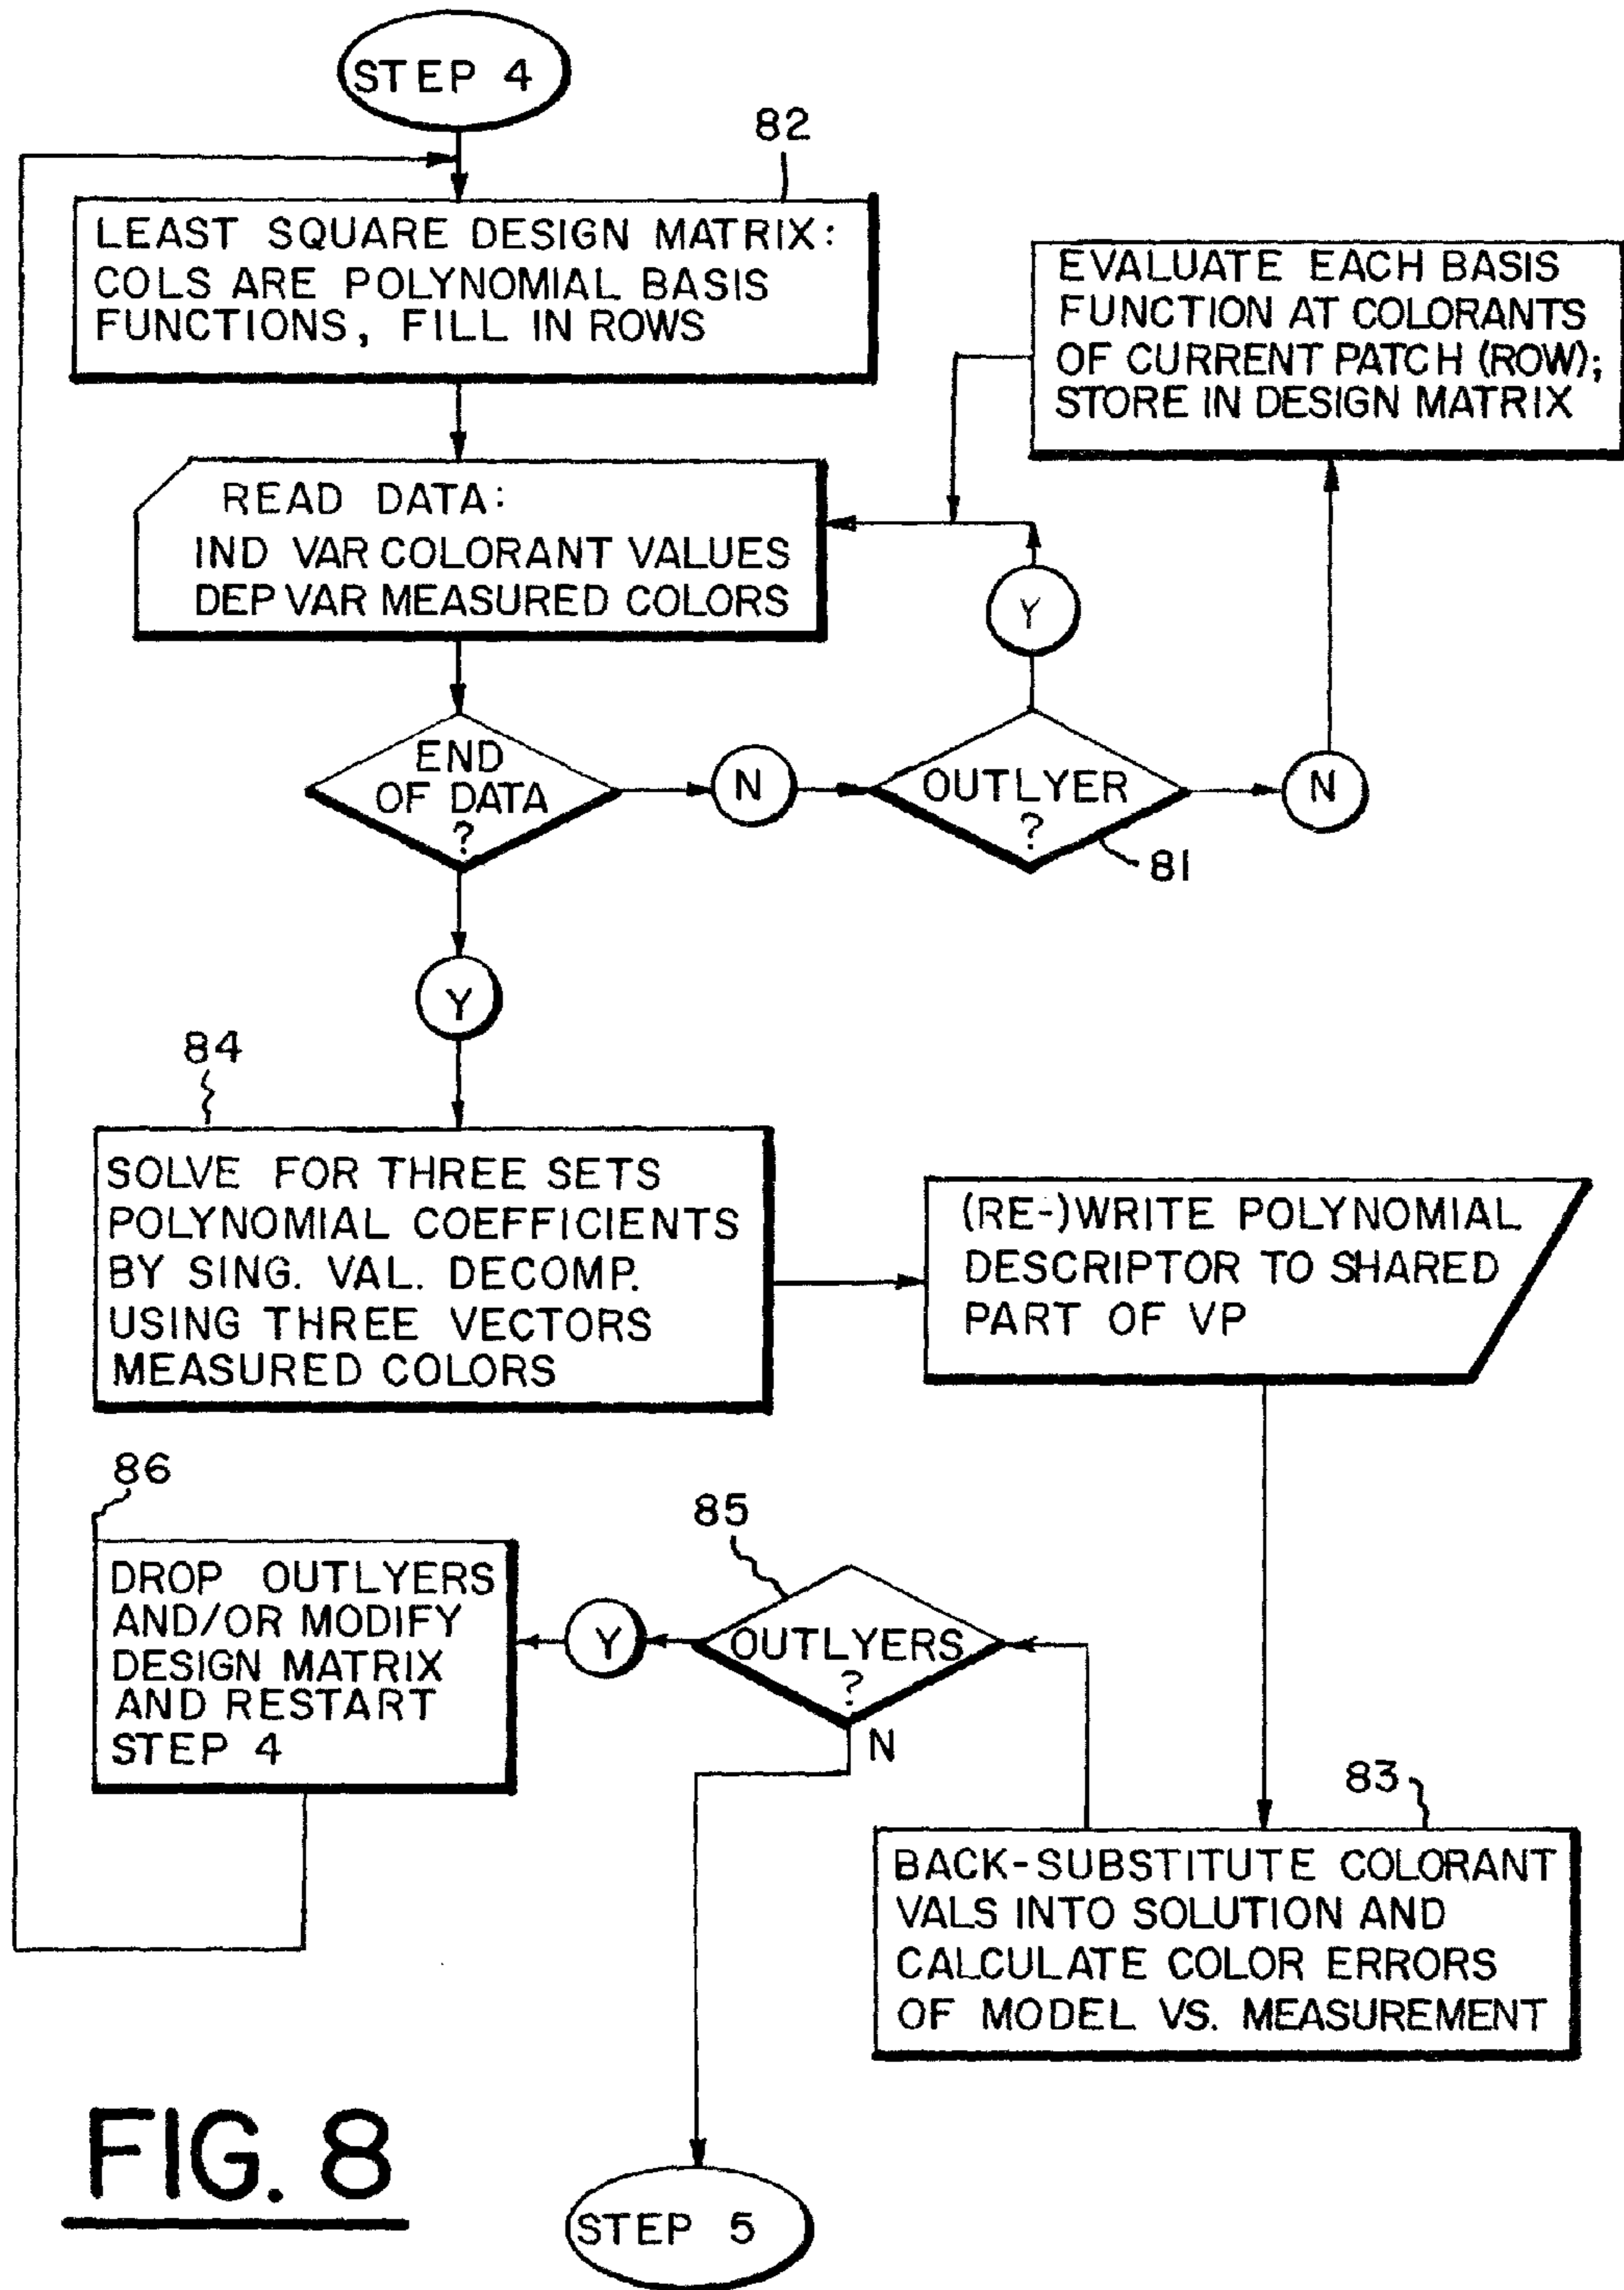 STEP 4
82
LEAST SQUARE DESIGN MATRIX:
COLS ARE POLYNOMIAL BASIS
FUNCTIONS, FILL IN ROWS
EVALUATE EACH BASIS
FUNCTION AT COLORANTS
OF CURRENT PATCH (ROW);
STORE IN DESIGN MATRIX
READ DATA:
IND VAR COLORANT VALUES
DEP VAR MEASURED COLORS
Y
END
OF DATA
?
N
OUTLYER
?
N
81
Y
84
SOLVE FOR THREE SETS
POLYNOMIAL COEFFICIENTS
BY SING. VAL. DECOMP.
USING THREE VECTORS
MEASURED COLORS
(RE-)WRITE POLYNOMIAL
DESCRIPTOR TO SHARED
PART OF VP
86
DROP OUTLYERS
AND/OR MODIFY
DESIGN MATRIX
AND RESTART
STEP 4
Y
85
OUTLYERS
?
N
83
BACK-SUBSTITUTE COLORANT
VALS INTO SOLUTION AND
CALCULATE COLOR ERRORS
OF MODEL VS. MEASUREMENT
FIG. 8
STEP 5